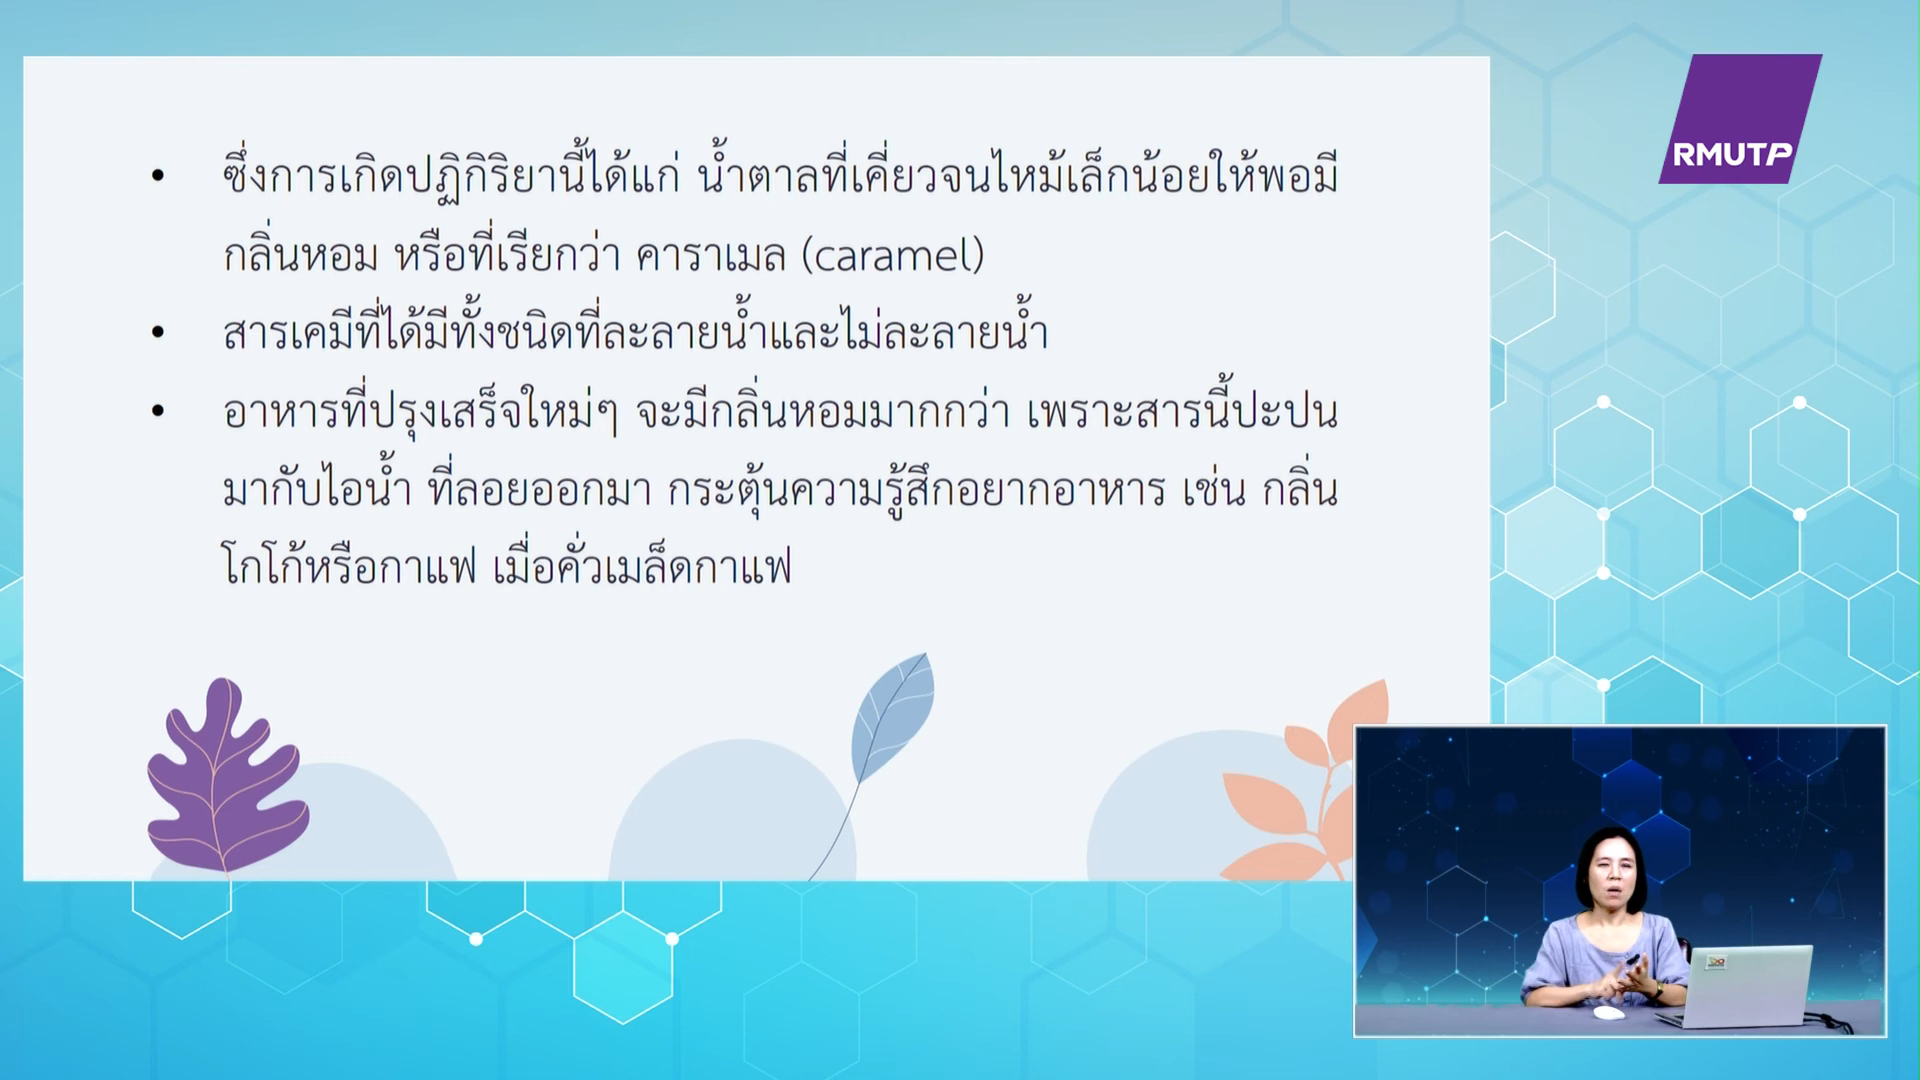 • ซึ่งการเกิดปฏิกิริยานี้ได้แก่ น้ำตาลที่เคี่ยวจนไหม้เล็กน้อยให้พอมี
กลิ่นหอม หรือที่เรียกว่า คาราเมล (caramel)
• สารเคมีที่ได้มีทั้งชนิดที่ละลายน้ำและไม่ละลายน้ำ
• อาหารที่ปรุงเสร็จใหม่ๆ จะมีกลิ่นหอมมากกว่า เพราะสารนี้ปะปน
มากับไอน้ำ ที่ลอยออกมา กระตุ้นความรู้สึกอยากอาหาร เช่น กลิ่น
โกโก้หรือกาแฟ เมื่อคั่วเมล็ดกาแฟ
RMUTP